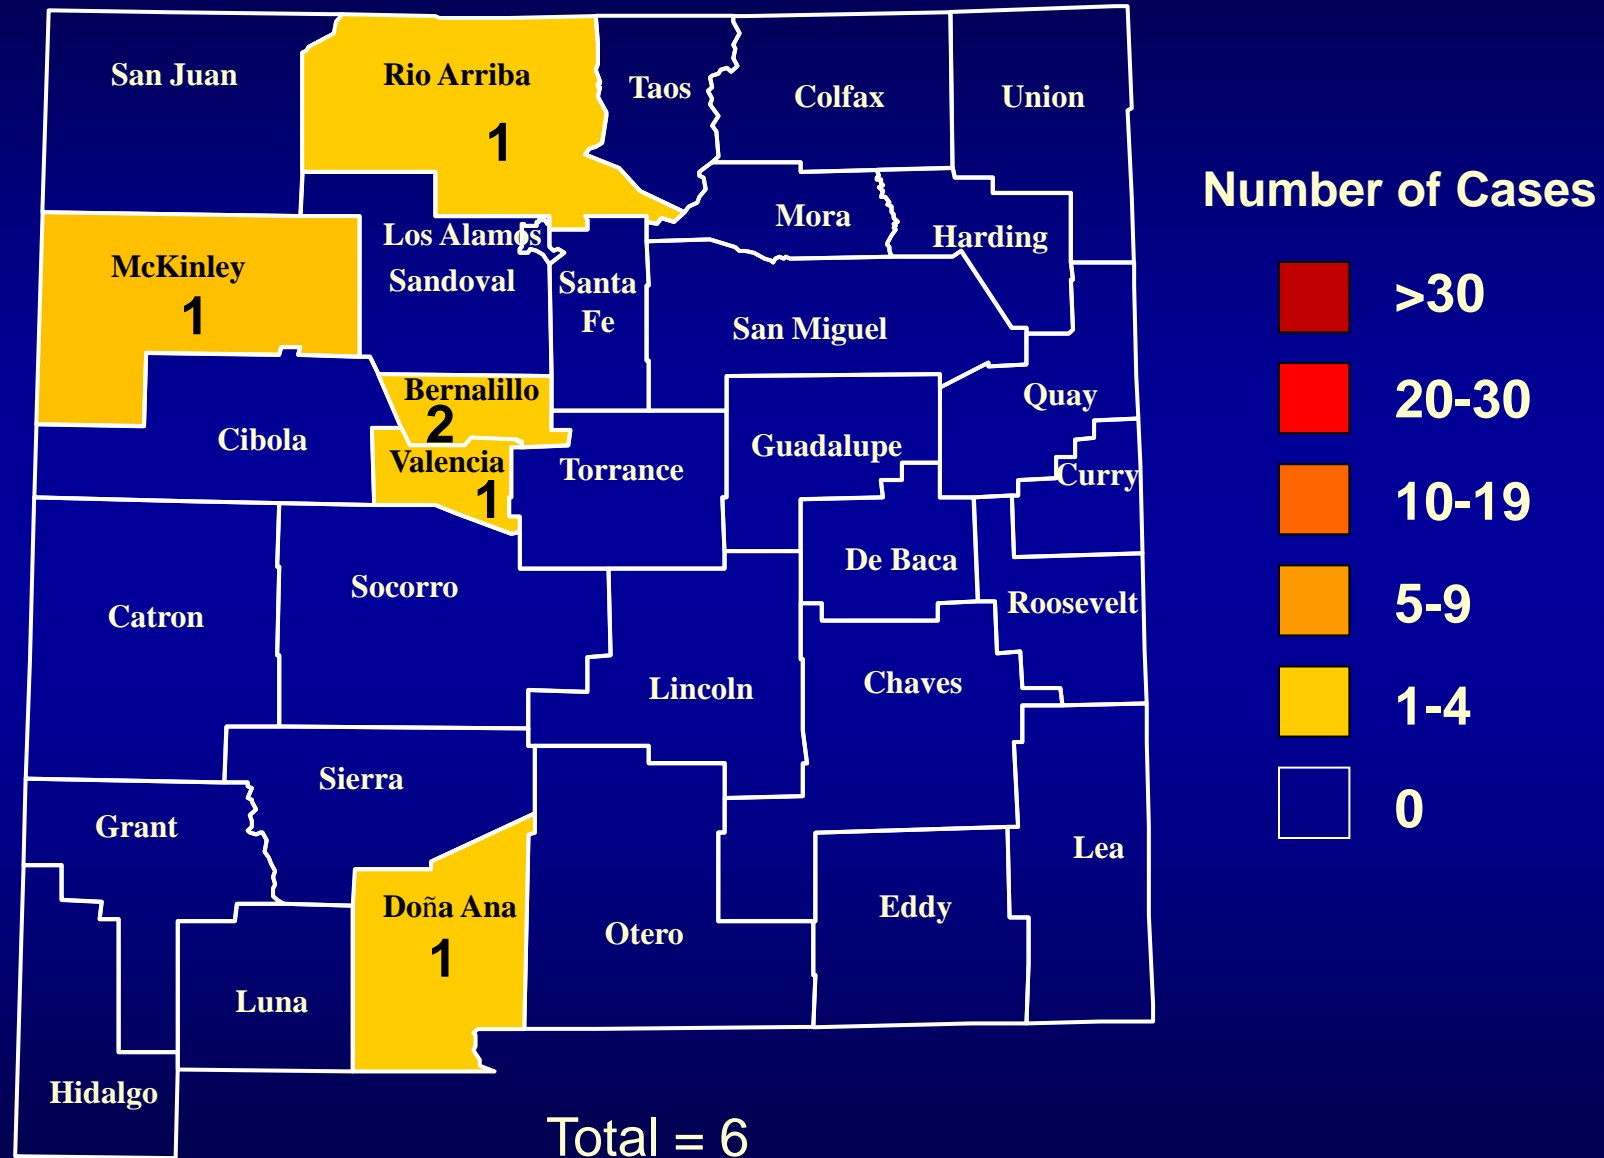 San Juan
Rio Arriba
1
Taos
Colfax
Union
McKinley
1
Los Alamos
Sandoval
Santa
Fe
Mora
Harding
San Miguel
Bernalillo
2
Quay
Cibola
Valencia
1
Torrance
Guadalupe
Curry
Catron
Socorro
De Baca
Roosevelt
Lincoln
Chaves
Sierra
Grant
Lea
Doña Ana
1
Otero
Eddy
Luna
Hidalgo
Total = 6
Number of Cases
>30
20-30
10-19
5-9
1-4
0